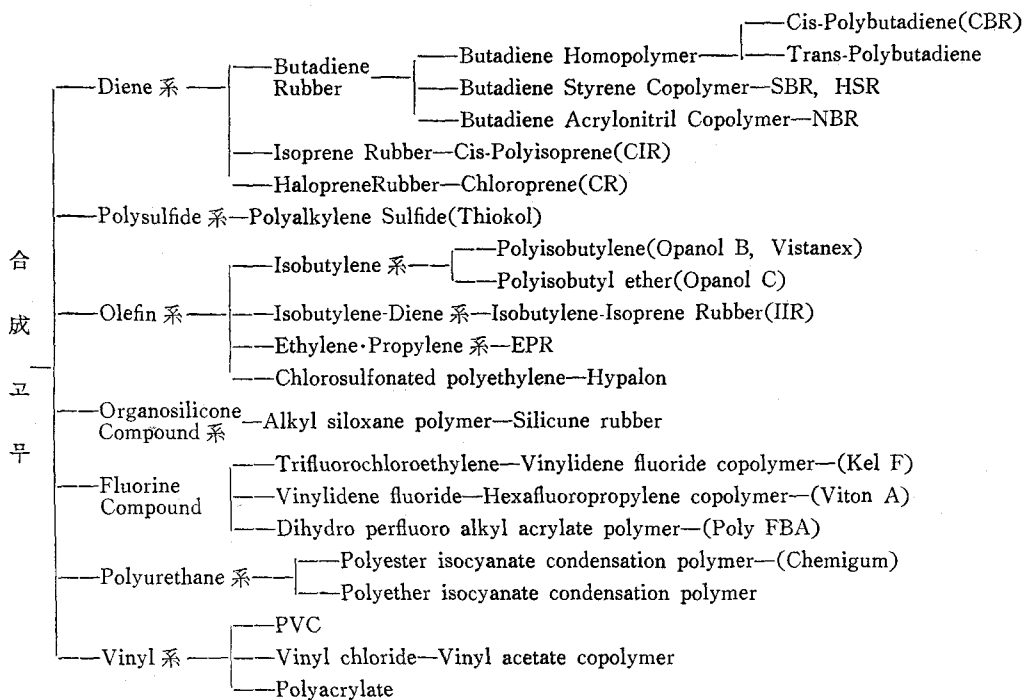 合成고무
Diene 系
Butadiene Rubber
Butadiene Homopolymer
Cis-Polybutadiene(CBR)
Trans-Polybutadiene
Butadiene Styrene Copolymer—SBR, HSR
Butadiene Acrylonitril Copolymer—NBR
Isoprene Rubber—Cis-Polyisoprene(CIR)
HalopreneRubber—Chloroprene(CR)
Polysulfide 系—Polyalkylene Sulfide(Thiokol)
Olefin 系
Isobutylene 系
Polyisobutylene(Opanol B, Vistanex)
Polyisobutyl ether(Opanol C)
Isobutylene-Diene 系—Isobutylene-Isoprene Rubber(IIR)
Ethylene·Propylene 系—EPR
Chlorosulfonated polyethylene—Hypalon
Organosilicone Compound 系—Alkyl siloxane polymer—Silicune rubber
Fluorine Compound
Trifluorochloroethylene—Vinylidene fluoride copolymer—(Kel F)
Vinylidene fluoride—Hexafluoropropylene copolymer—(Viton A)
Dihydro perfluoro alkyl acrylate polymer—(Poly FBA)
Polyurethane 系
Polyester isocyanate condensation polymer—(Chemigum)
Polyether isocyanate condensation polymer
Vinyl 系
PVC
Vinyl chloride—Vinyl acetate copolymer
Polyacrylate